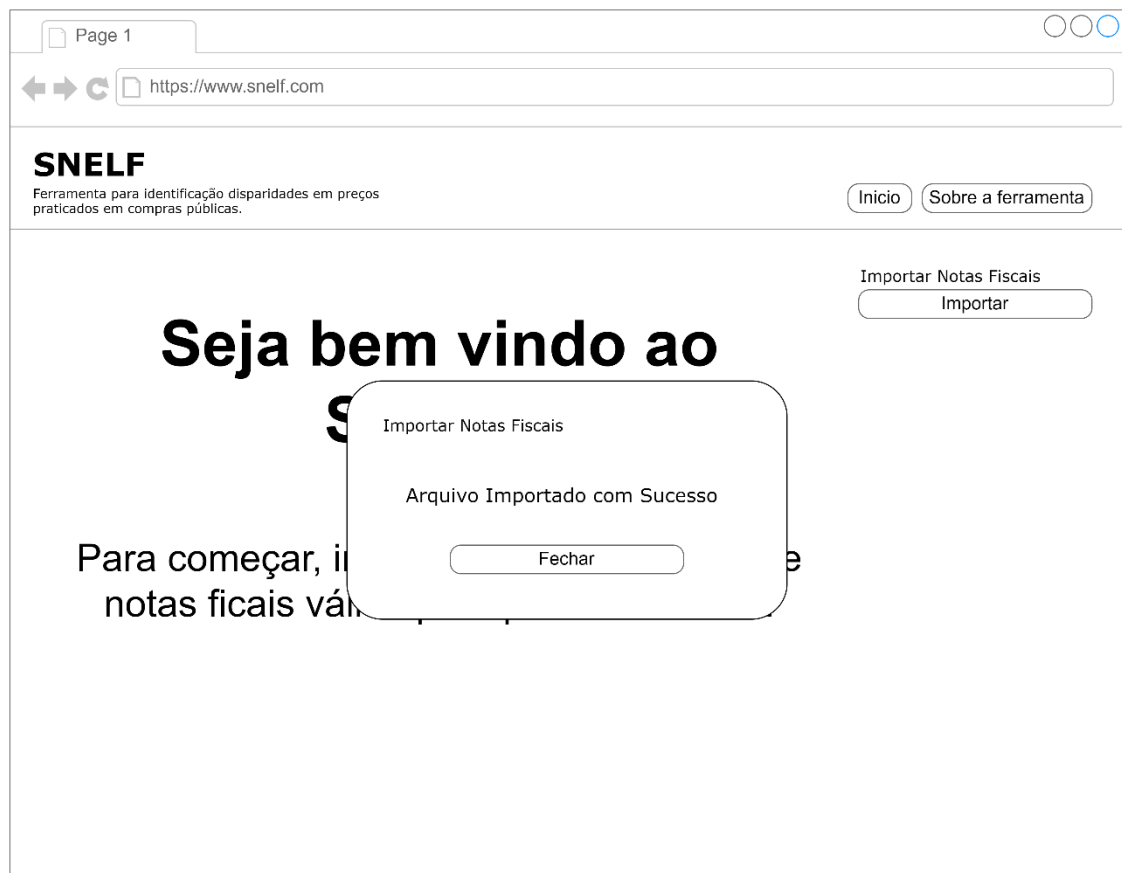 Page 1
https://www.snelf.com
SNELF
Ferramenta para identificação disparidades em preços
praticados em compras públicas.
Inicio
Sobre a ferramenta
Importar Notas Fiscais
Importar
Seja bem vindo ao
Importar Notas Fiscais
Arquivo Importado com Sucesso
Fechar
Para começar,
notas ficais